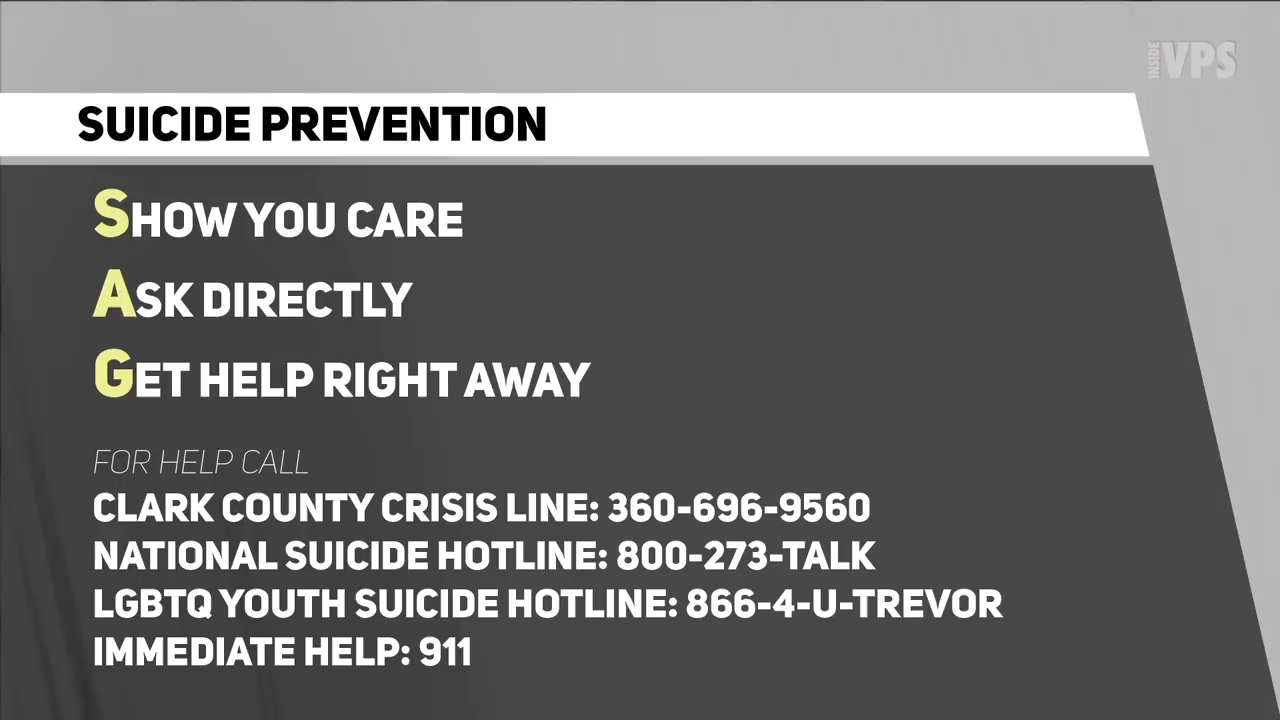 INSIDE VPS
SUICIDE PREVENTION
SHOW YOU CARE
ASK DIRECTLY
GET HELP RIGHT AWAY
FOR HELP CALL
CLARK COUNTY CRISIS LINE: 360-696-9560
NATIONAL SUICIDE HOTLINE: 800-273-TALK
LGBTQ YOUTH SUICIDE HOTLINE: 866-4-U-TREVOR
IMMEDIATE HELP: 911